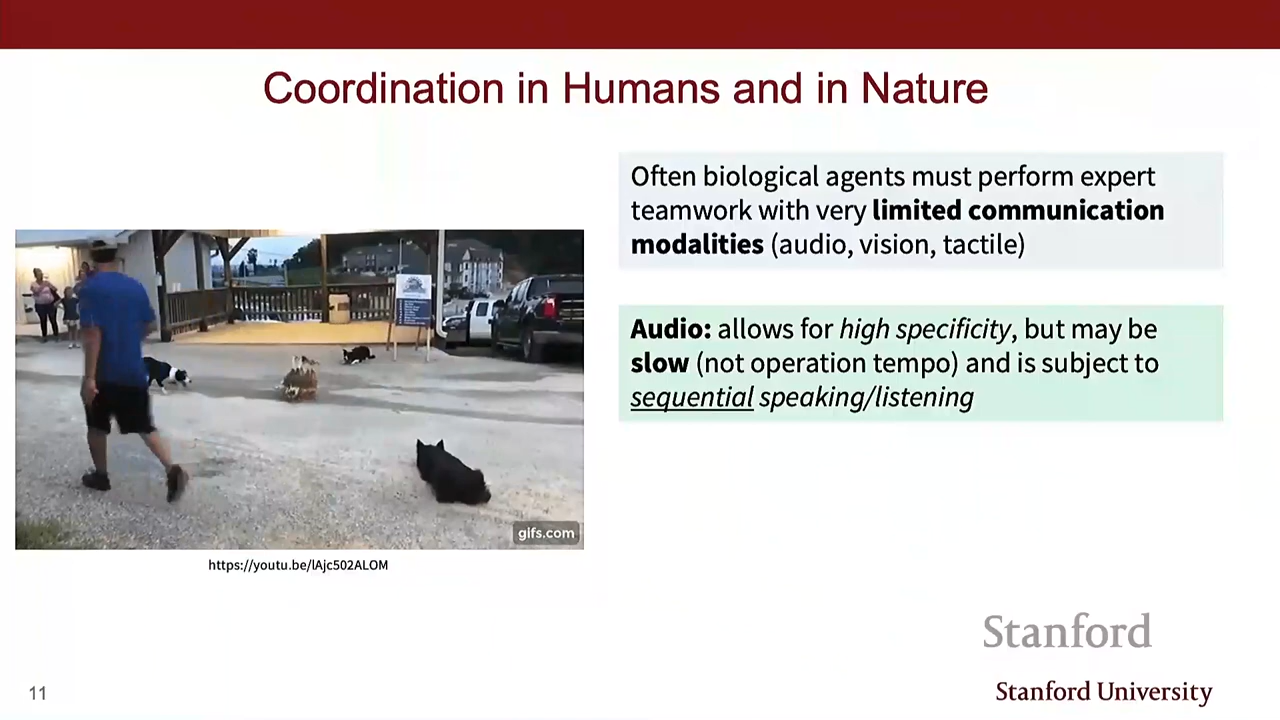 Coordination in Humans and in Nature
Often biological agents must perform expert
teamwork with very limited communication
modalities (audio, vision, tactile)
Audio: allows for high specificity, but may be
slow (not operation tempo) and is subject to
sequential speaking/listening
gifs.com
https://youtu.be/lAjc502ALOM
Stanford
Stanford University
11